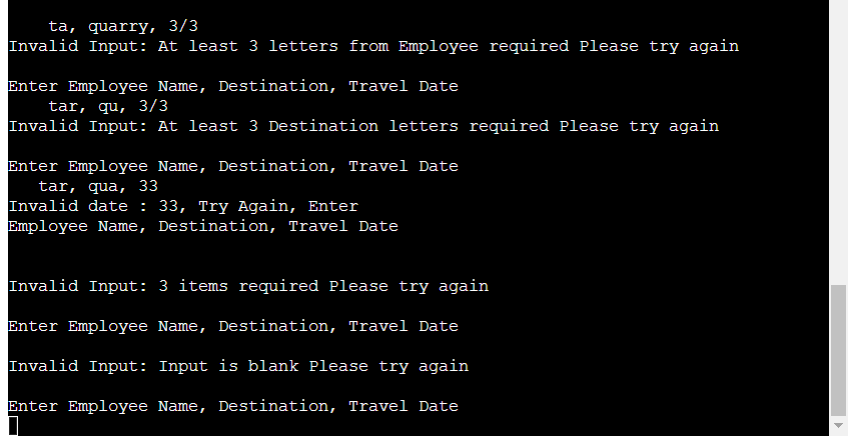 ta, quarry, 3/3
Invalid Input: At least 3 letters from Employee required Please try again
Enter Employee Name, Destination, Travel Date
tar, qu, 3/3
Invalid Input: At least 3 Destination letters required Please try again
Enter Employee Name, Destination, Travel Date
tar, qua, 33
Invalid date : 33, Try Again, Enter
Employee Name, Destination, Travel Date
Invalid Input: 3 items required Please try again
Enter Employee Name, Destination, Travel Date
Invalid Input: Input is blank Please try again
Enter Employee Name, Destination, Travel Date